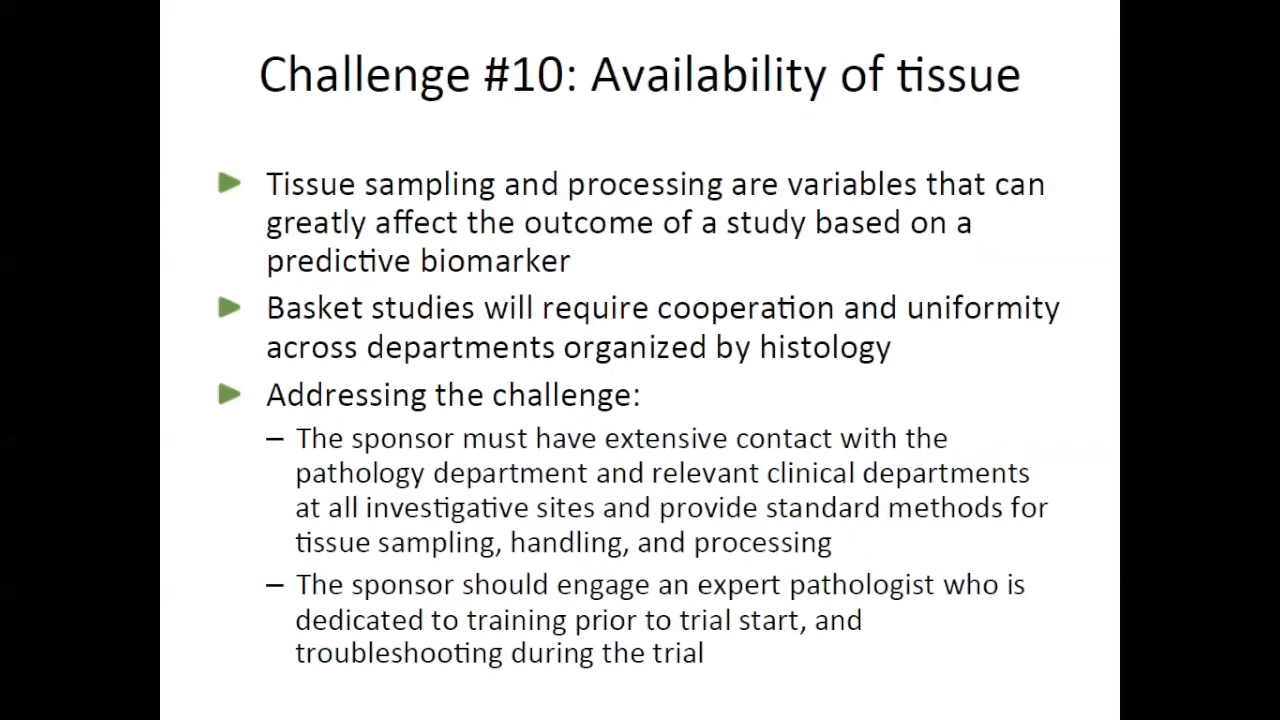 Challenge #10: Availability of tissue
Tissue sampling and processing are variables that can
greatly affect the outcome of a study based on a
predictive biomarker
Basket studies will require cooperation and uniformity
across departments organized by histology
Addressing the challenge:
– The sponsor must have extensive contact with the
pathology department and relevant clinical departments
at all investigative sites and provide standard methods for
tissue sampling, handling, and processing
– The sponsor should engage an expert pathologist who is
dedicated to training prior to trial start, and
troubleshooting during the trial